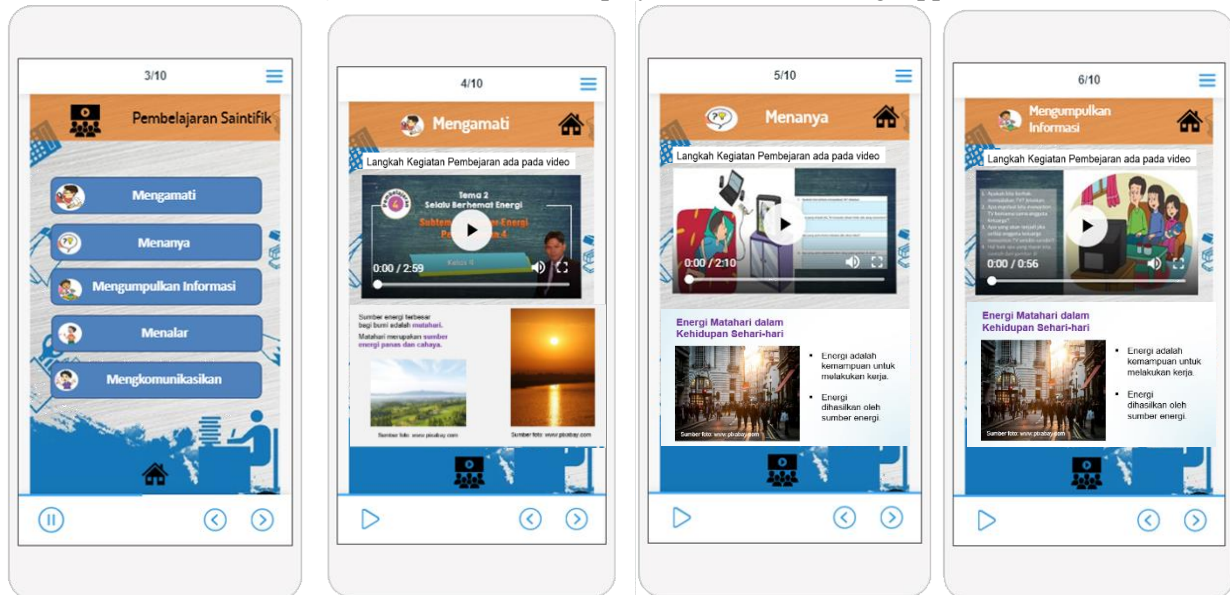 3/10
Pembelajaran Saintifik
Mengamati
Menanya
Mengumpulkan Informasi
Menalar
Mengkomunikasikan
4/10
Mengamati
Langkah Kegiatan Pembejaran ada pada video
Tema 2
Selalu Berhemat Energi
Kelas 4
0:00 / 2:59
Sumber energi terbesar
bagi bumi adalah matahari.
Matahari merupakan sumber
energi panas dan cahaya.
Sumber foto: www.pixabay.com
Sumber foto: www.pixabay.com
5/10
Menanya
Langkah Kegiatan Pembejaran ada pada video
0:00 / 2:10
Energi Matahari dalam
Kehidupan Sehari-hari
Energi adalah
kemampuan untuk
melakukan kerja.
Energi
dihasilkan oleh
sumber energi.
Sumber foto: www.pixabay.com
6/10
Mengumpulkan
Informasi
Langkah Kegiatan Pembejaran ada pada video
0:00 / 0:56
Energi Matahari dalam
Kehidupan Sehari-hari
Energi adalah
kemampuan untuk
melakukan kerja.
Energi
dihasilkan oleh
sumber energi.
Sumber foto: www.pixabay.com